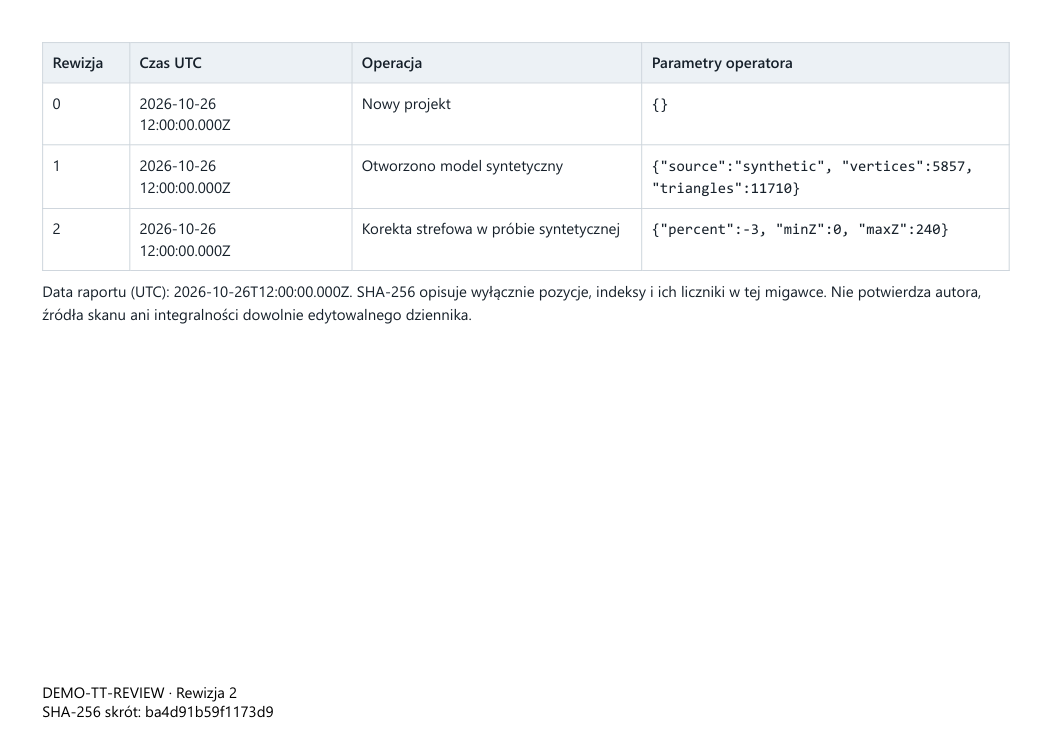 Rewizja Czas UTC Operacja Parametry operatora
0 2026-10-26 Nowy projekt {}
12:00:00.000Z
1 2026-10-26 Otworzono model syntetyczny {"source":"synthetic", "vertices":5857,
12:00:00.000Z "triangles":11710}
2 2026-10-26 Korekta strefowa w próbie syntetycznej {"percent":-3, "minZ":0, "maxZ":240}
12:00:00.000Z
Data raportu (UTC): 2026-10-26T12:00:00.000Z. SHA-256 opisuje wyłącznie pozycje, indeksy i ich liczniki w tej migawce. Nie potwierdza autora,
źródła skanu ani integralności dowolnie edytowalnego dziennika.
DEMO-TT-REVIEW · Rewizja 2
SHA-256 skrót: ba4d91b59f1173d9